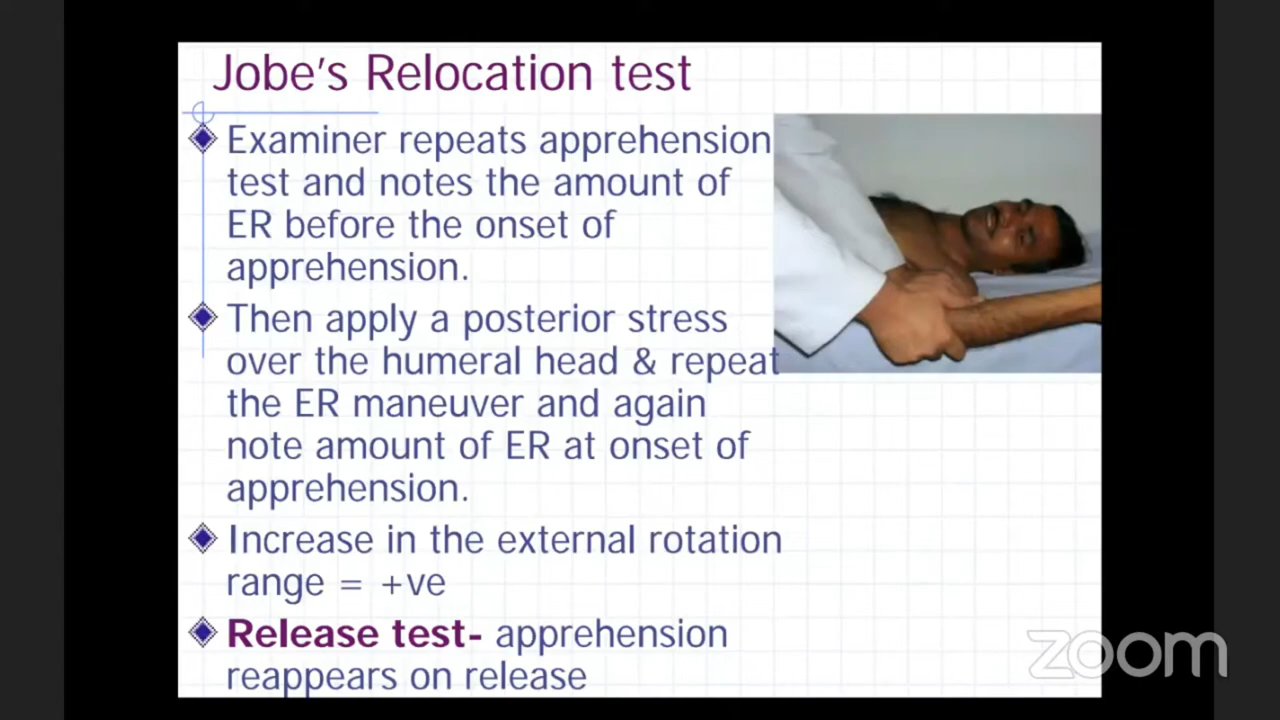 Jobe's Relocation test
Examiner repeats apprehension
test and notes the amount of
ER before the onset of
apprehension.
Then apply a posterior stress
over the humeral head & repeat
the ER maneuver and again
note amount of ER at onset of
apprehension.
Increase in the external rotation
range = +ve
Release test- apprehension
reappears on release
zoom